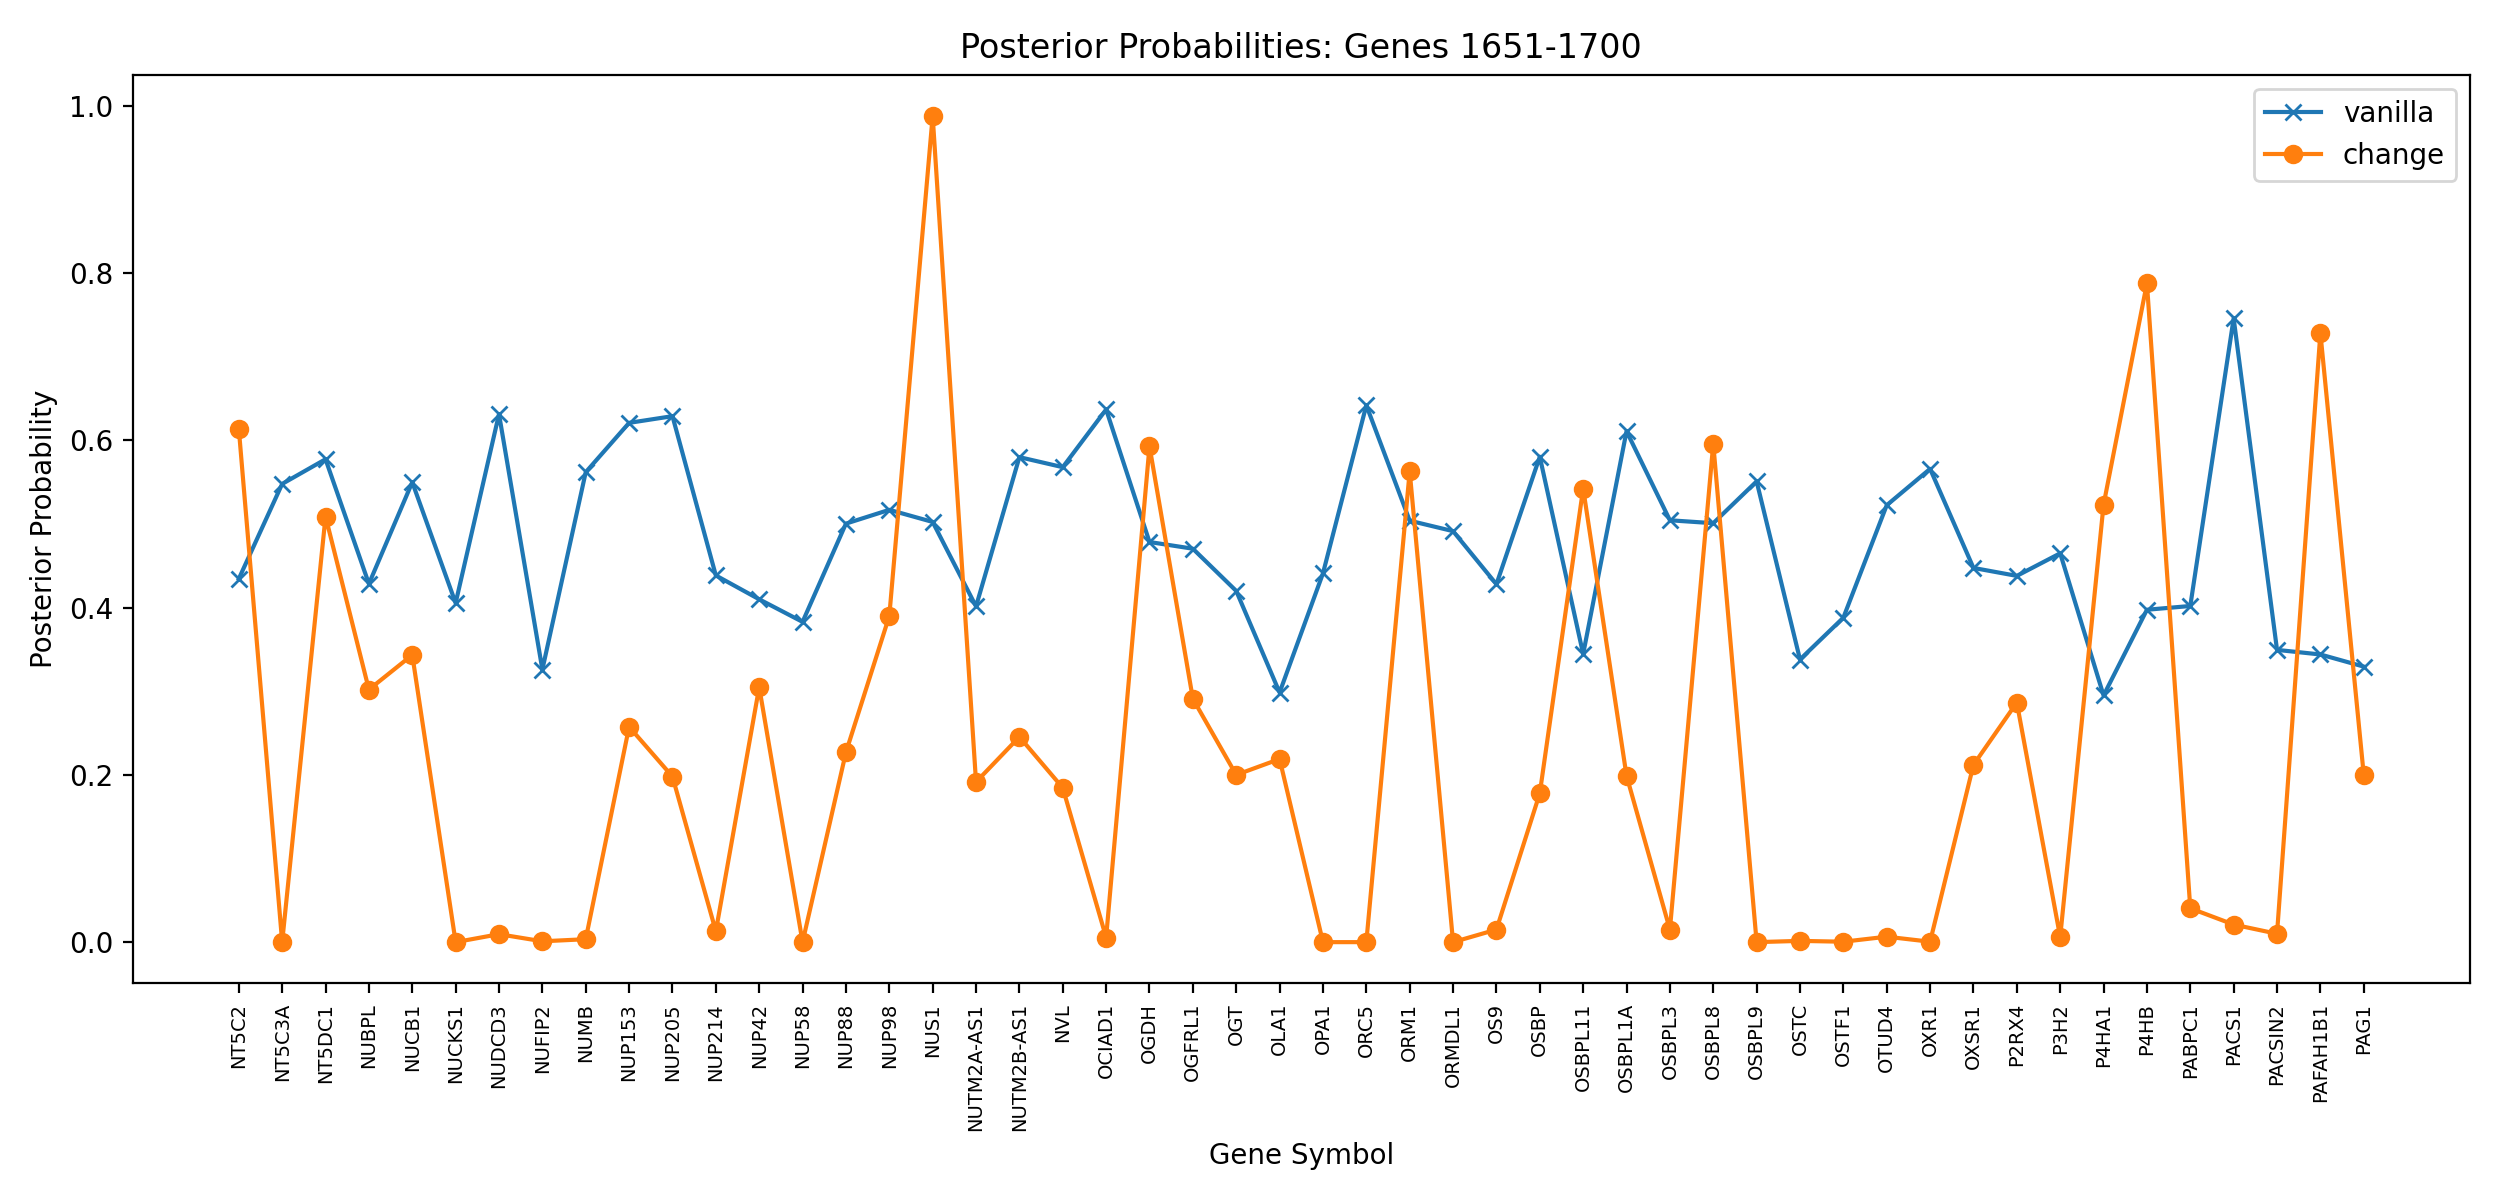 Posterior Probabilities: Genes 1651-1700
vanilla
change
Posterior Probability
1.0
0.8
0.6
0.4
0.2
0.0
NT5C2
NT5C3A
NT5DC1
NUBPL
NUCB1
NUCKS1
NUDCD3
NUFIP2
NUMB
NUP153
NUP205
NUP214
NUP42
NUP58
NUP88
NUP98
NUS1
NUTM2A-AS1
NUTM2B-AS1
NVL
OCIAD1
OGDH
OGFRL1
OGT
OLA1
OPA1
ORC5
ORM1
ORMDL1
OS9
OSBP
OSBPL11
OSBPL1A
OSBPL3
OSBPL8
OSBPL9
OSTC
OSTF1
OTUD4
OXR1
OXSR1
P2RX4
P3H2
P4HA1
P4HB
PABPC1
PACS1
PACSIN2
PAFAH1B1
PAG1
Gene Symbol